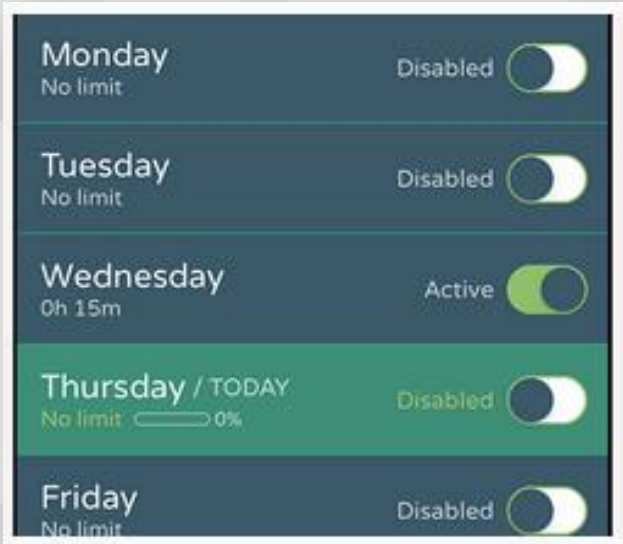 Monday
No limit
Disabled
Tuesday
No limit
Disabled
Wednesday
0h 15m
Active
Thursday / TODAY
No limit 0%
Disabled
Friday
No limit
Disabled